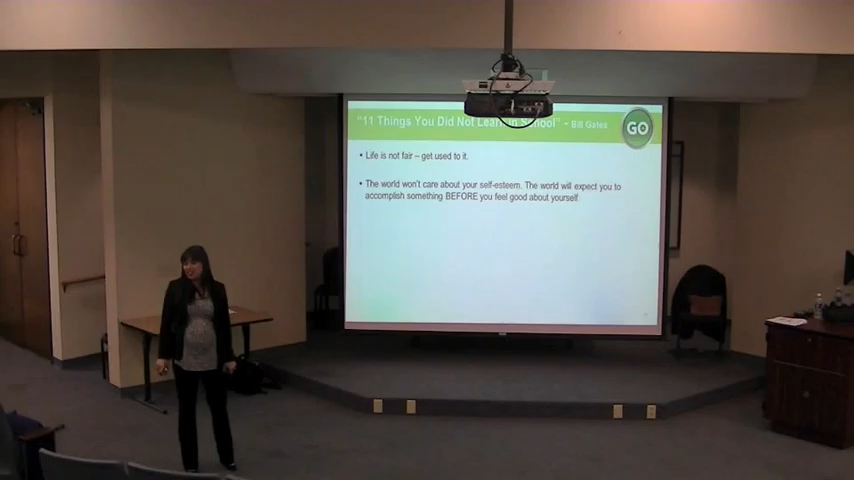 "11 Things You Did Not Learn in School" - Bill Gates
GO
• Life is not fair – get used to it.
• The world won't care about your self-esteem. The world will expect you to
accomplish something BEFORE you feel good about yourself